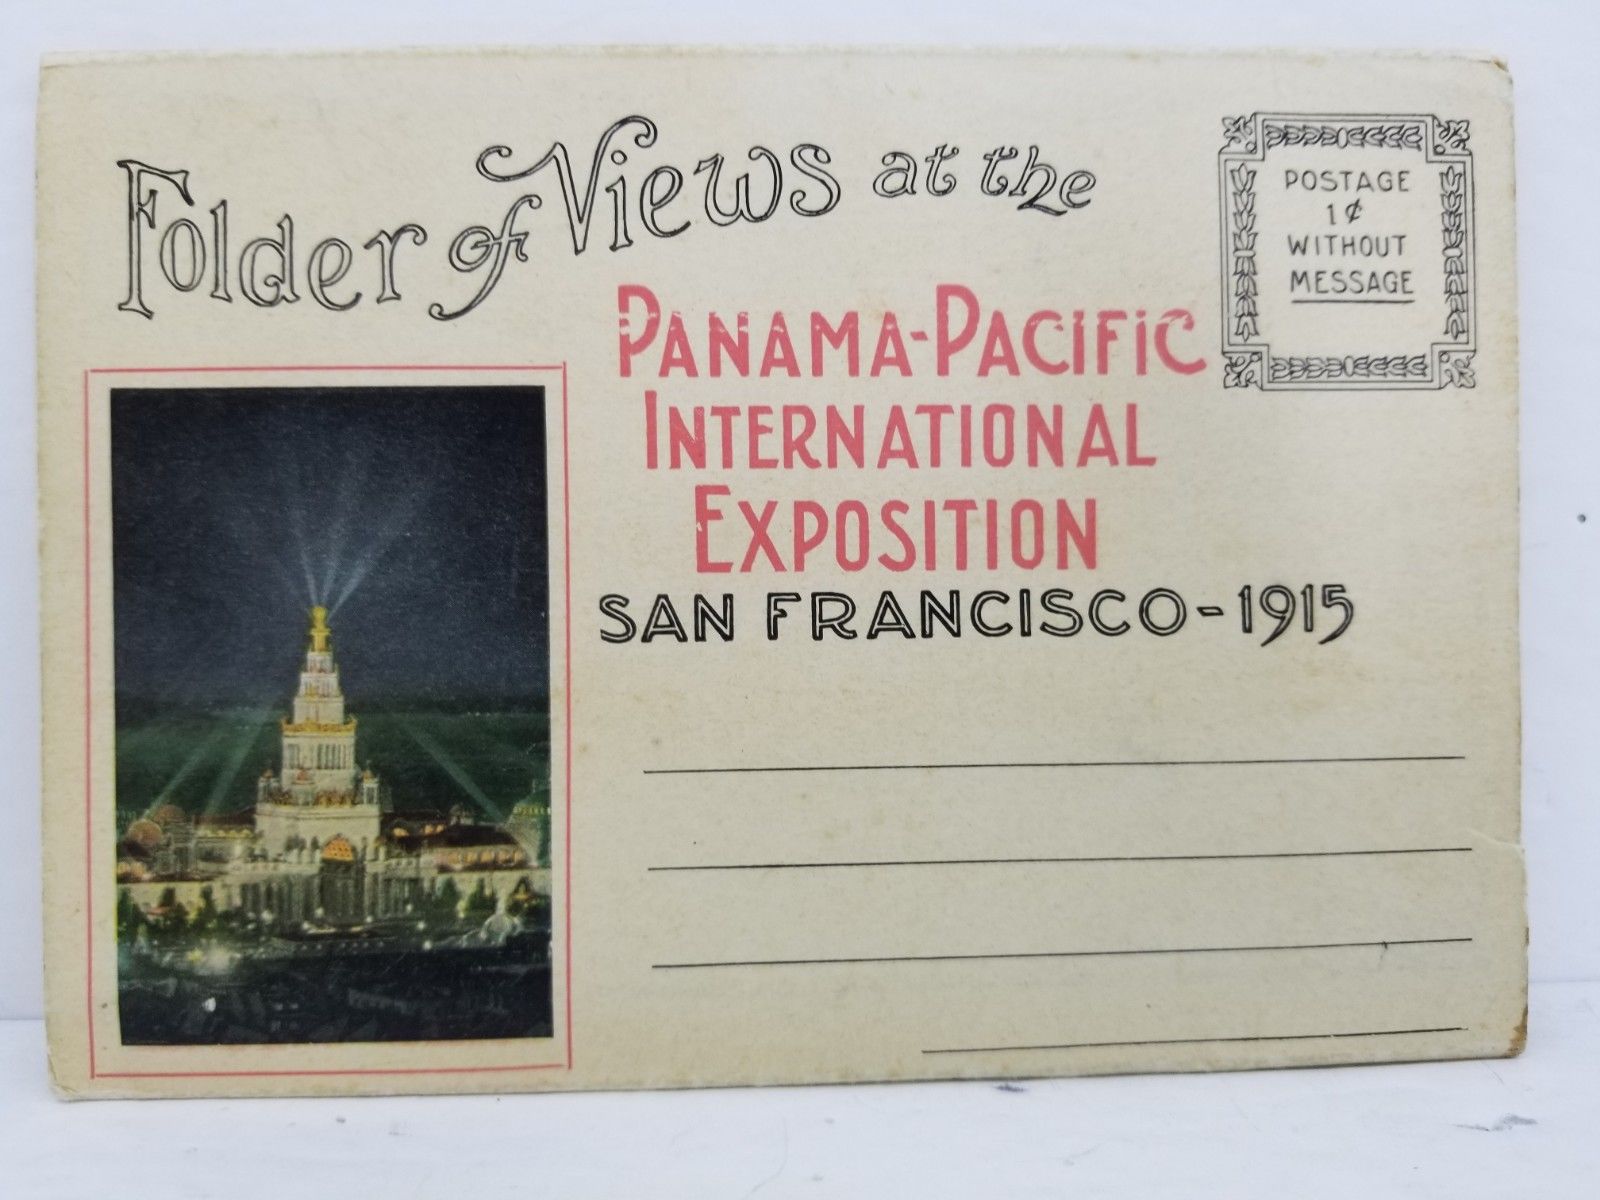 Folder of Views at the
PANAMA-PACIFIC
INTERNATIONAL
EXPOSITION
SAN FRANCISCO-1915
POSTAGE
1¢
WITHOUT
MESSAGE